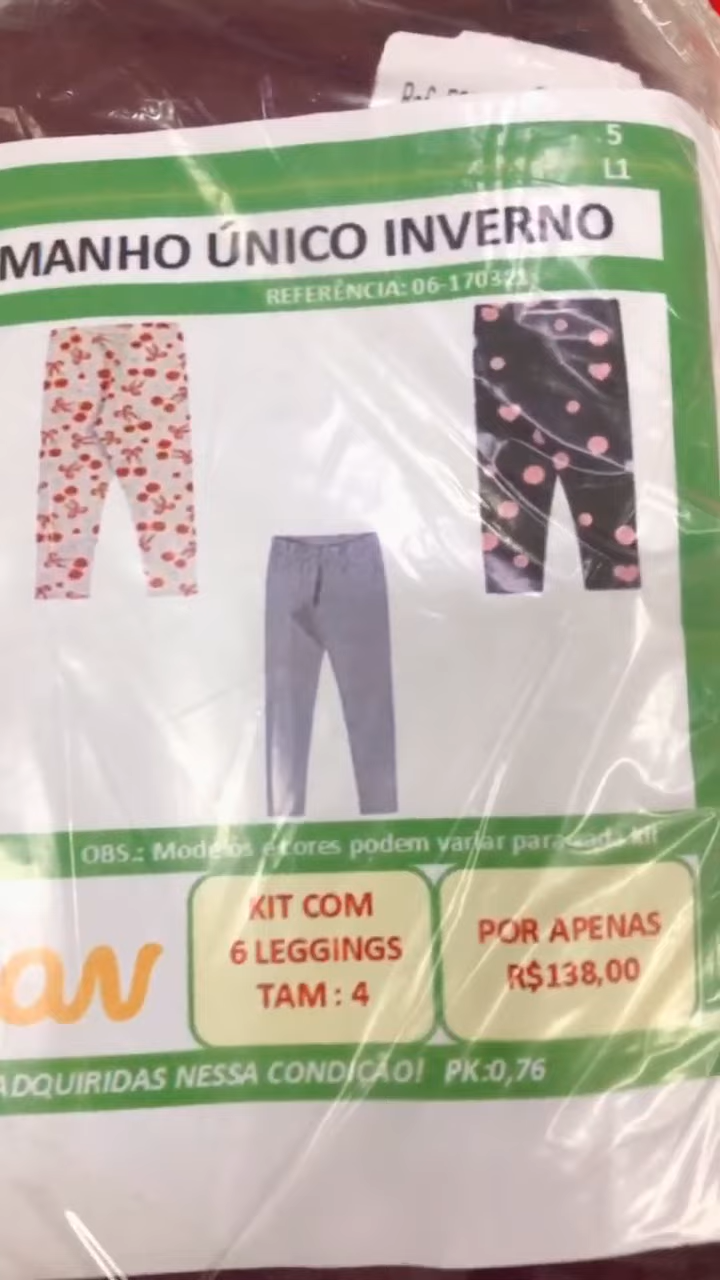 5
L1
MANHO ÚNICO INVERNO
REFERÊNCIA: 06-170321
OBS.: Modelos e cores podem variar para cada kit
KIT COM
6 LEGGINGS
TAM : 4
POR APENAS
R$138,00
ADQUIRIDAS NESSA CONDIÇÃO! PK:0,76